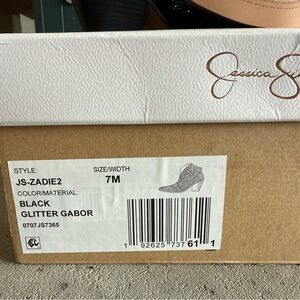 Jessica Si
STYLE: SIZE/WIDTH:
JS-ZADIE2 7M
COLOR/MATERIAL:
BLACK
GLITTER GABOR
0707JS7365
1 92625 73761 1